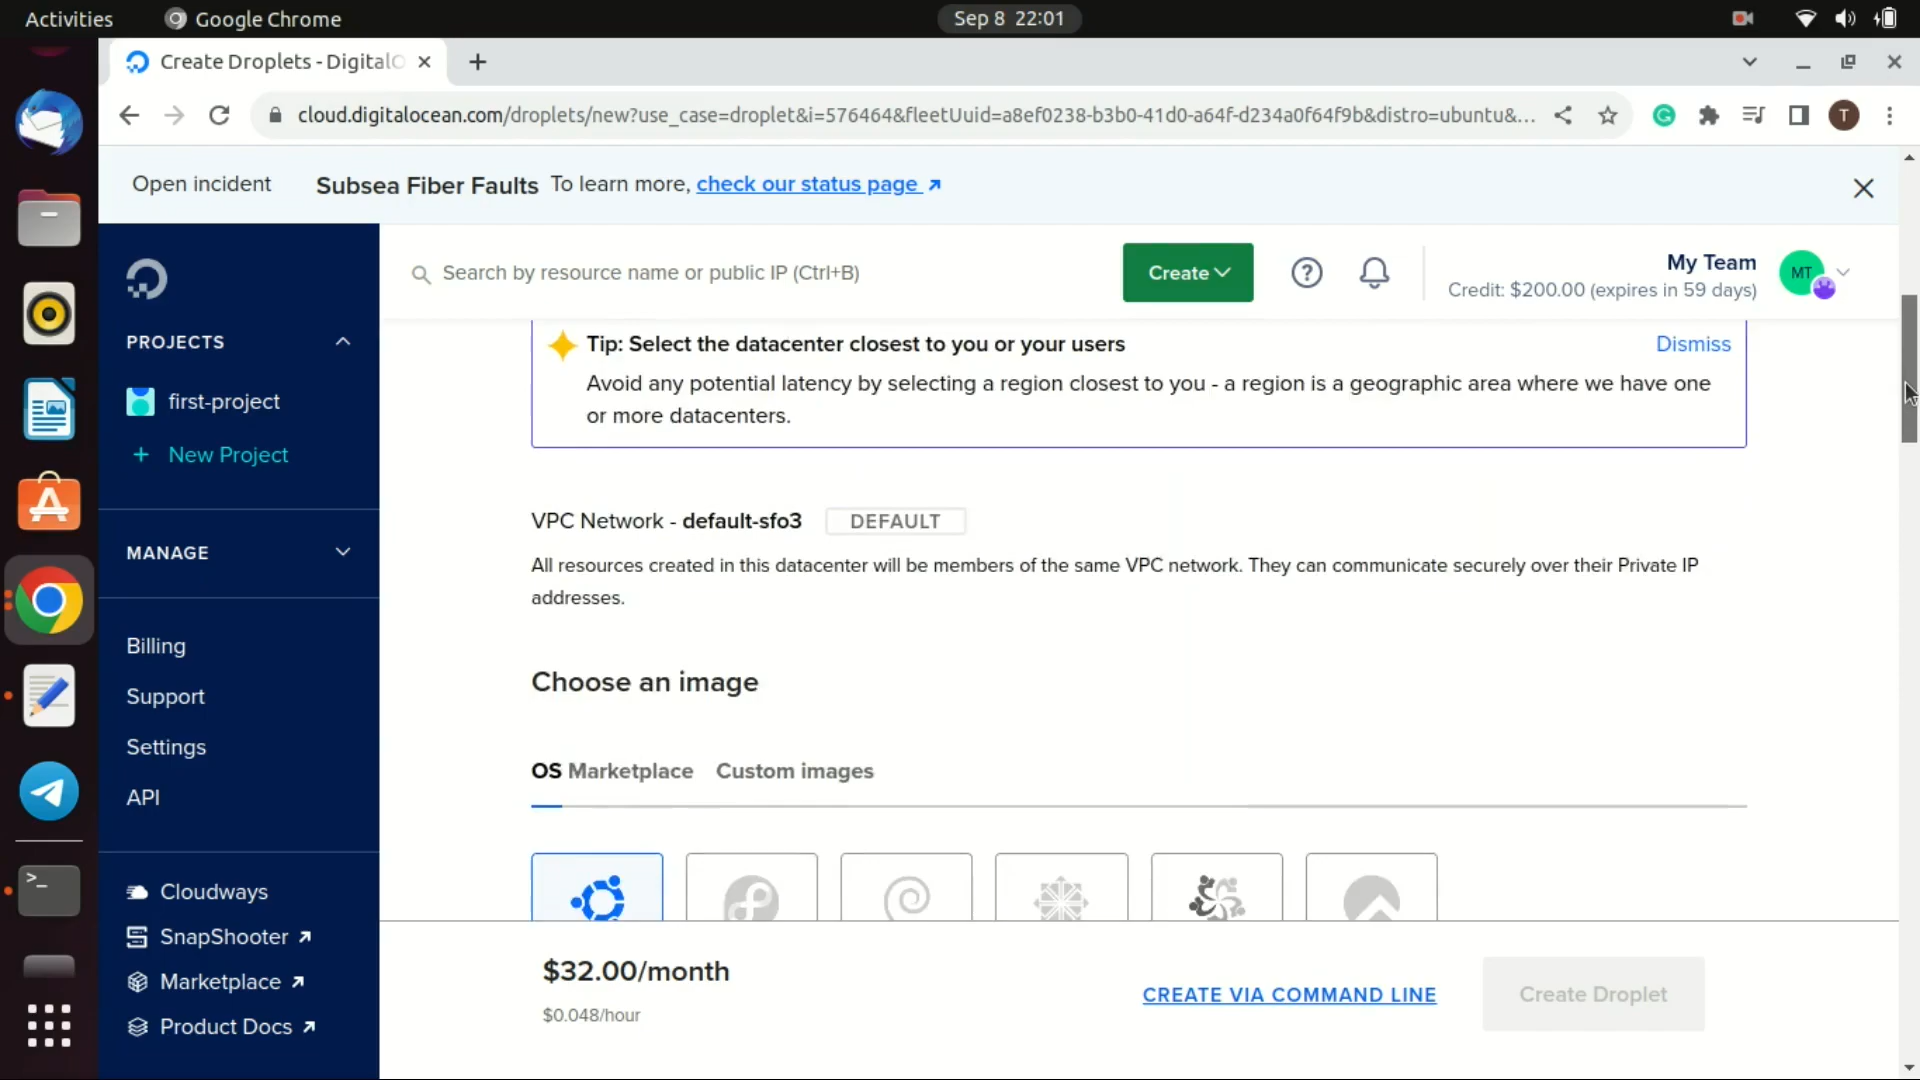 Activities
Google Chrome
Sep 8 22:01
Create Droplets - DigitalO
cloud.digitalocean.com/droplets/new?use_case=droplet&i=576464&fleetUuid=a8ef0238-b3b0-41d0-a64f-d234a0f64f9b&distro=ubuntu&...
T
Open incident
Subsea Fiber Faults To learn more, check our status page
Search by resource name or public IP (Ctrl+B)
Create
My Team
Credit: $200.00 (expires in 59 days)
MT
PROJECTS
first-project
+ New Project
MANAGE
Billing
Support
Settings
API
Cloudways
SnapShooter
Marketplace
Product Docs
Tip: Select the datacenter closest to you or your users
Dismiss
Avoid any potential latency by selecting a region closest to you - a region is a geographic area where we have one
or more datacenters.
VPC Network - default-sfo3 DEFAULT
All resources created in this datacenter will be members of the same VPC network. They can communicate securely over their Private IP
addresses.
Choose an image
OS Marketplace Custom images
$32.00/month
$0.048/hour
CREATE VIA COMMAND LINE
Create Droplet